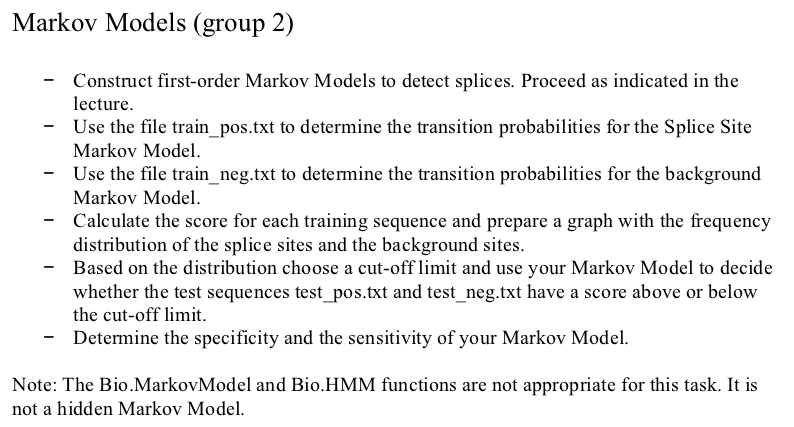 Markov Models (group 2)
− Construct first-order Markov Models to detect splices. Proceed as indicated in the
lecture.
− Use the file train_pos.txt to determine the transition probabilities for the Splice Site
Markov Model.
− Use the file train_neg.txt to determine the transition probabilities for the background
Markov Model.
− Calculate the score for each training sequence and prepare a graph with the frequency
distribution of the splice sites and the background sites.
− Based on the distribution choose a cut-off limit and use your Markov Model to decide
whether the test sequences test_pos.txt and test_neg.txt have a score above or below
the cut-off limit.
− Determine the specificity and the sensitivity of your Markov Model.
Note: The Bio.MarkovModel and Bio.HMM functions are not appropriate for this task. It is
not a hidden Markov Model.